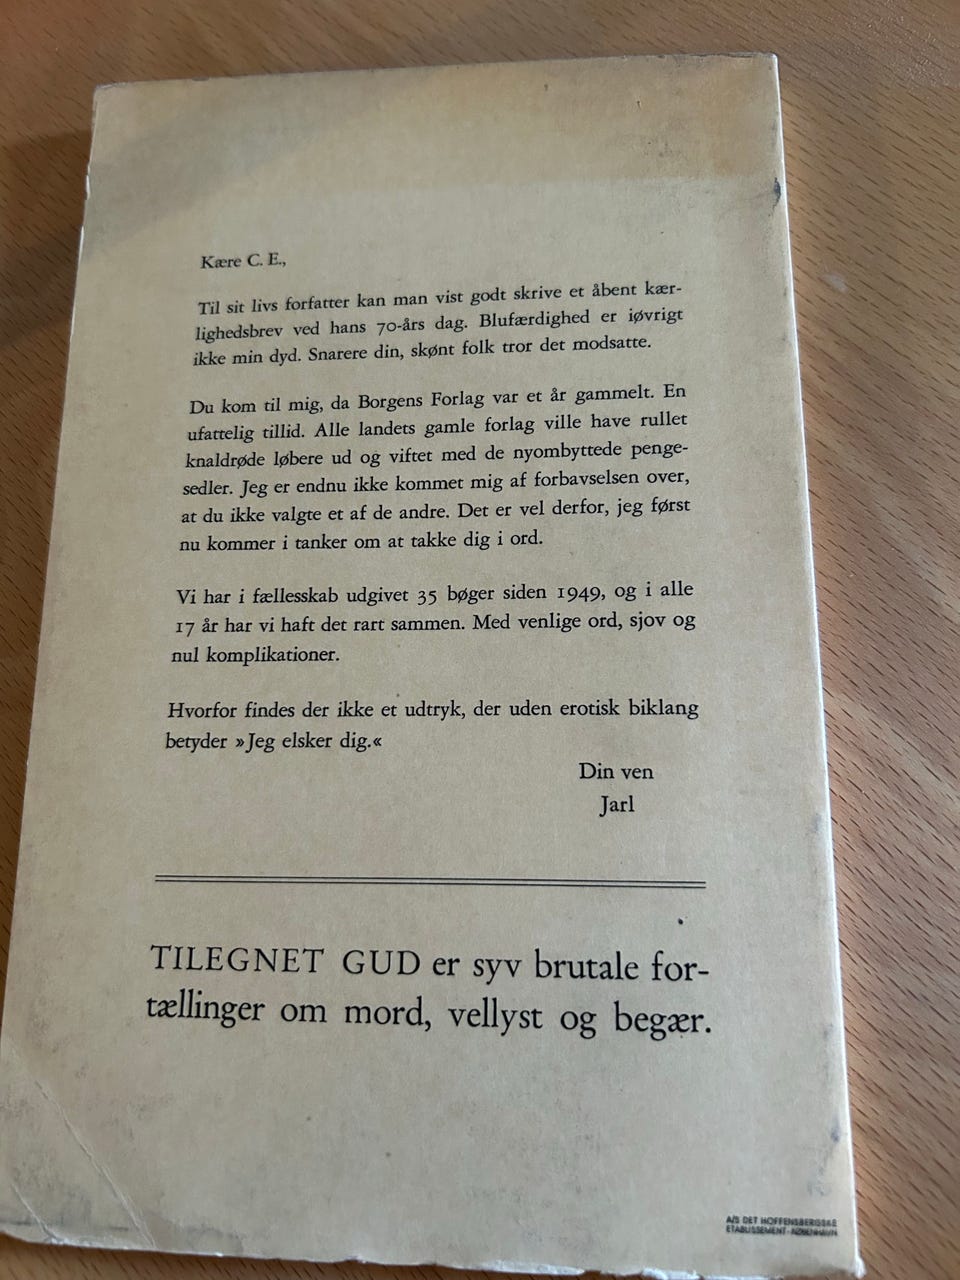 Kære C. E.,
Til sit livs forfatter kan man vist godt skrive et åbent kær-
lighedsbrev ved hans 70-års dag. Blufærdighed er iøvrigt
ikke min dyd. Snarere din, skønt folk tror det modsatte.
Du kom til mig, da Borgens Forlag var et år gammelt. En
ufattelig tillid. Alle landets gamle forlag ville have rullet
knaldrøde løbere ud og viftet med de nyombyttede penge-
sedler. Jeg er endnu ikke kommet mig af forbavselsen over,
at du ikke valgte et af de andre. Det er vel derfor, jeg først
nu kommer i tanker om at takke dig i ord.
Vi har i fællesskab udgivet 35 bøger siden 1949, og i alle
17 år har vi haft det rart sammen. Med venlige ord, sjov og
nul komplikationer.
Hvorfor findes der ikke et udtryk, der uden erotisk biklang
betyder »Jeg elsker dig.«
Din ven
Jarl
TILEGNET GUD er syv brutale for-
tællinger om mord, vellyst og begær.
A/S DET HOFFENSBERGSKE
ETABLISSEMENT - KØBENHAVN